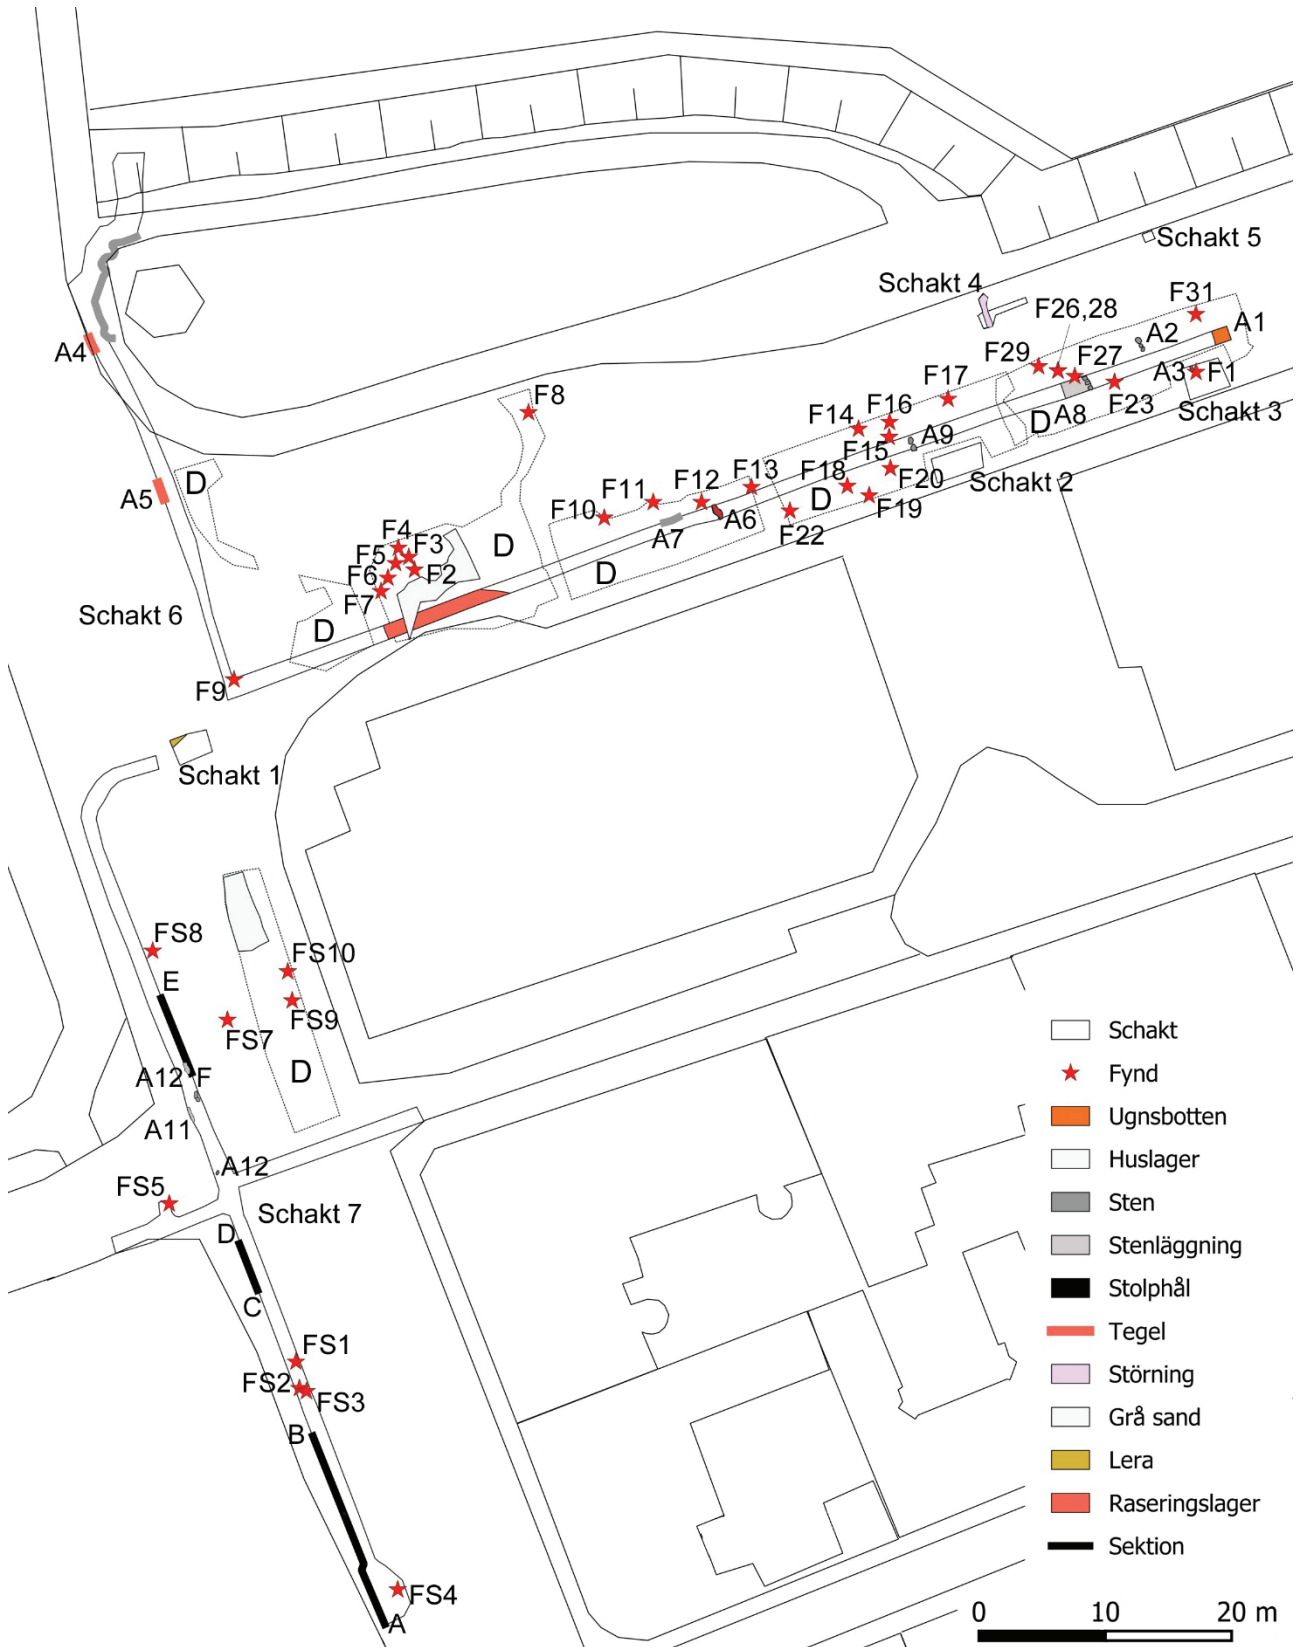 Schakt 5
Schakt 4
F31
F26,28
A2
A1
F27
F29
A3
F1
A4
F17
F23
Schakt 3
F8
A8
F14
F16
D
A9
F15
D
A5
F13
F18
F20
Schakt 2
F12
F11
D
F19
F10
A6
F22
A7
F4
F3
D
F5
F2
F6
D
F7
Schakt 6
D
F9
Schakt 1
FS8
FS10
E
FS9
FS7
D
A12
F
A11
A12
FS5
Schakt 7
D
C
FS1
FS2
FS3
B
FS4
A
Schakt
Fynd
Ugnsbotten
Huslager
Sten
Stenläggning
Stolphål
Tegel
Störning
Grå sand
Lera
Raseringslager
Sektion
0 10 20 m